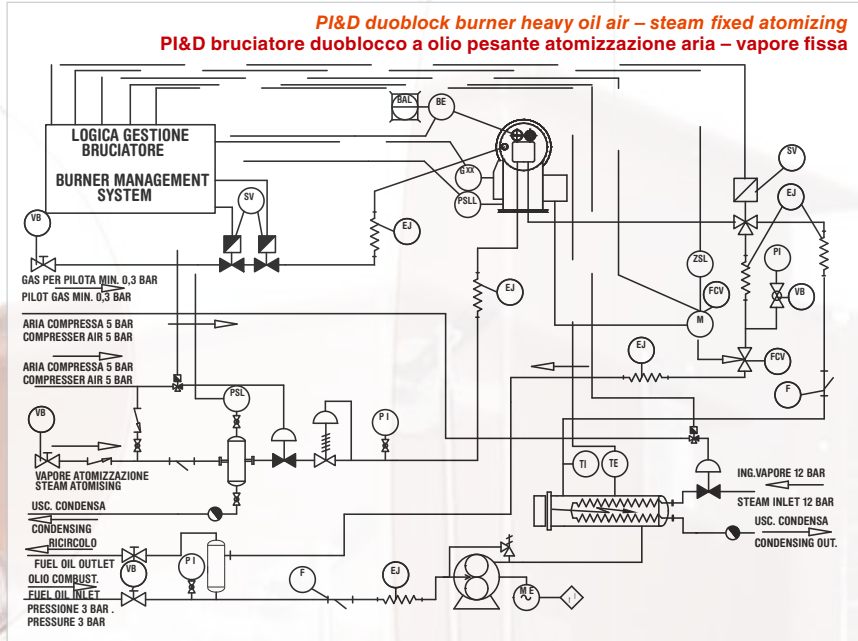 PI&D duoblock burner heavy oil air – steam fixed atomizing
PI&D bruciatore duoblocco a olio pesante atomizzazione aria – vapore fissa
LOGICA GESTIONE
BRUCIATORE
BURNER MANAGEMENT
SYSTEM
BAL
BE
GXX
PSLL
SV
SV
EJ
VB
EJ
PI
ZSL
FCV
VB
EJ
M
GAS PER PILOTA MIN. 0,3 BAR
PILOT GAS MIN. 0,3 BAR
ARIA COMPRESSA 5 BAR
COMPRESSER AIR 5 BAR
EJ
FCV
ARIA COMPRESSA 5 BAR
COMPRESSER AIR 5 BAR
F
PSL
VB
P I
VAPORE ATOMIZZAZIONE
STEAM ATOMISING
TI
TE
ING.VAPORE 12 BAR
STEAM INLET 12 BAR
USC. CONDENSA
CONDENSING
USC. CONDENSA
CONDENSING OUT.
RICIRCOLO
FUEL OIL OUTLET
VB
P I
F
EJ
OLIO COMBUST.
FUEL OIL INLET
M E
PRESSIONE 3 BAR .
PRESSURE 3 BAR